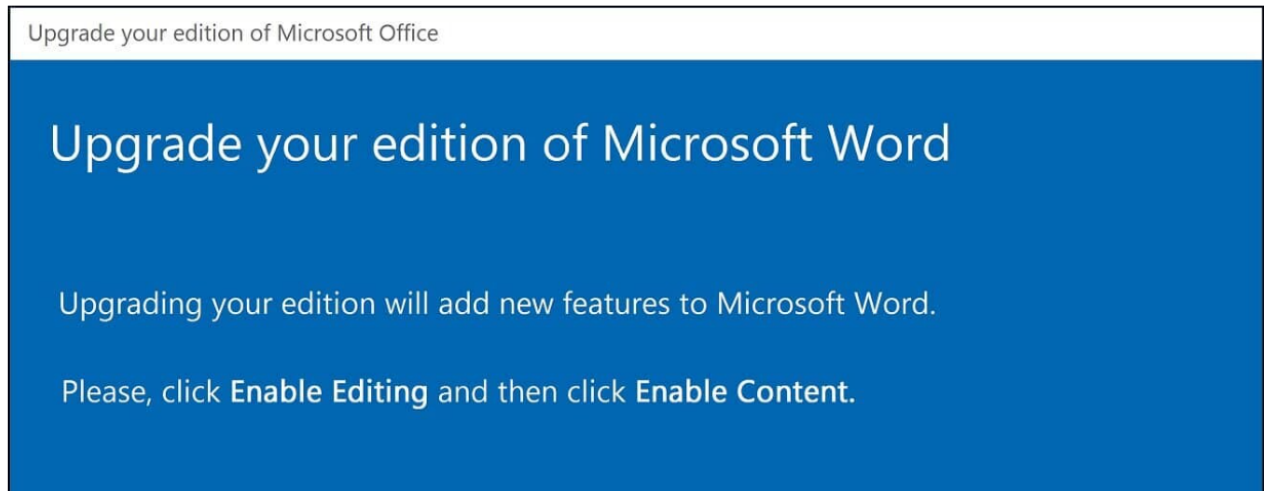 Upgrade your edition of Microsoft Office
Upgrade your edition of Microsoft Word
Upgrading your edition will add new features to Microsoft Word.
Please, click Enable Editing and then click Enable Content.